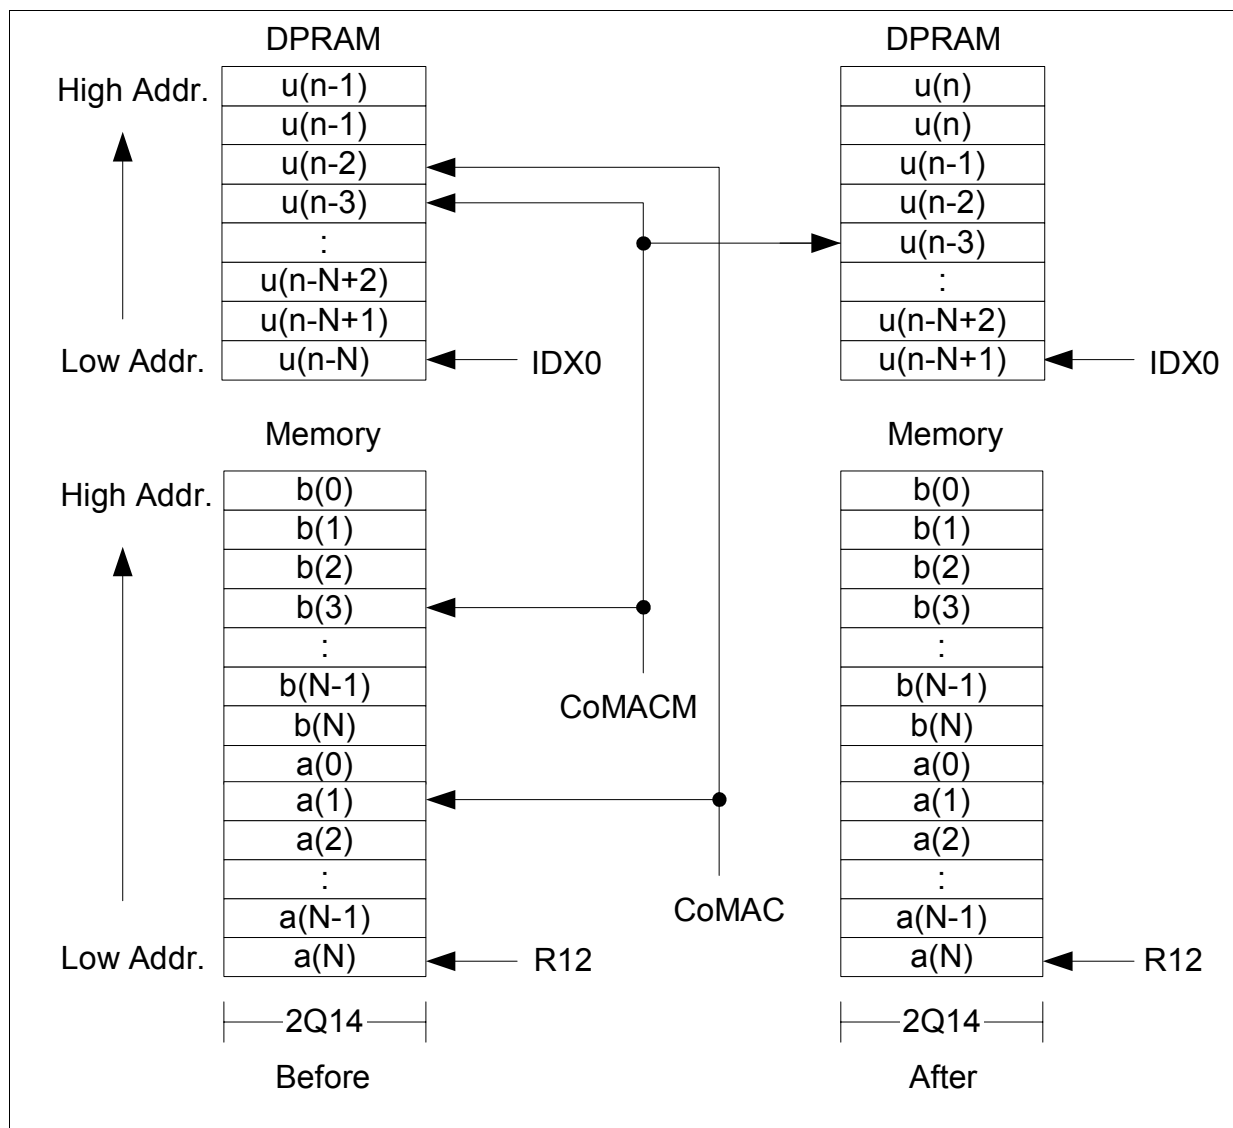 DPRAM DPRAM
High Addr. u(n-1) u(n)
u(n-1) u(n)
u(n-2) u(n-1)
u(n-3) u(n-2)
: u(n-3)
u(n-N+2) :
u(n-N+1) u(n-N+2)
Low Addr. u(n-N) IDX0 u(n-N+1) IDX0
Memory Memory
High Addr. b(0) b(0)
b(1) b(1)
b(2) b(2)
b(3) b(3)
: :
b(N-1) b(N-1)
CoMACM
b(N) b(N)
a(0) a(0)
a(1) a(1)
a(2) a(2)
: :
CoMAC
a(N-1) a(N-1)
Low Addr. a(N) R12 a(N) R12
2Q14 2Q14
Before After